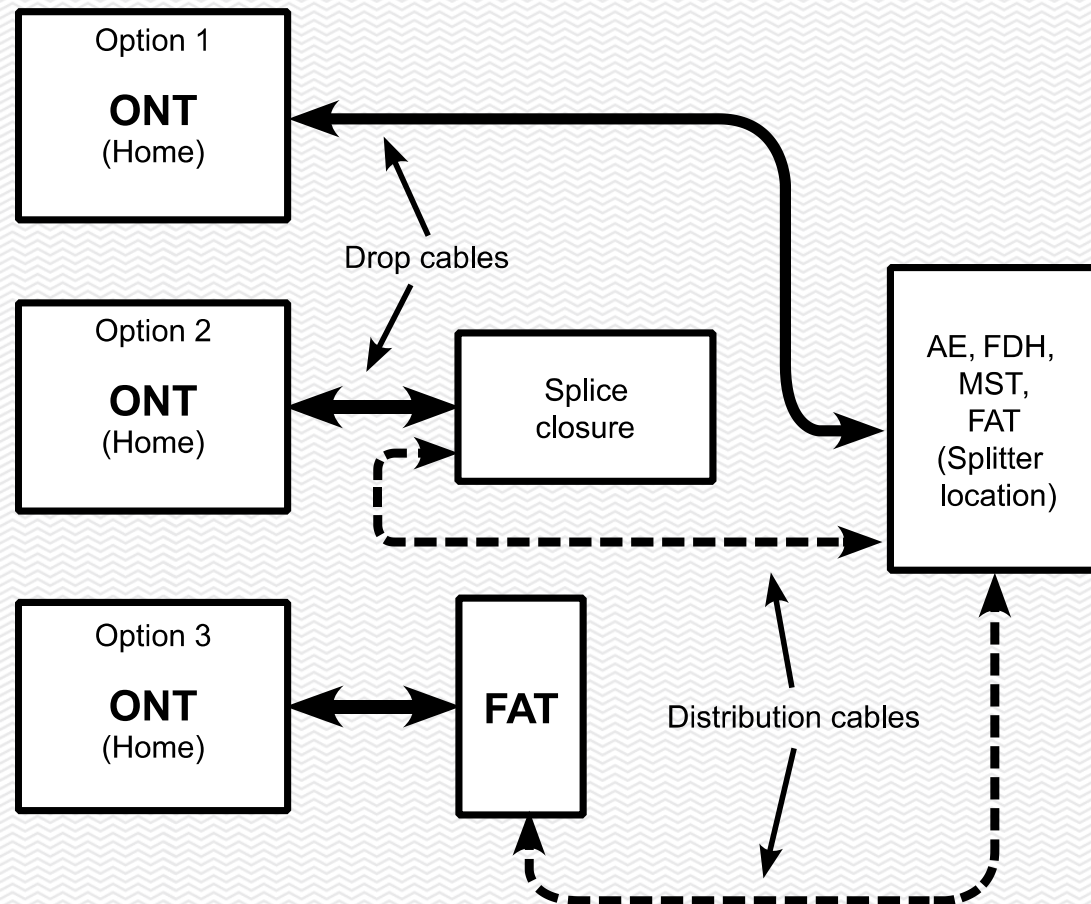 Option 1
ONT
(Home)
Drop cables
Option 2
ONT
(Home)
Splice
closure
AE, FDH,
MST,
FAT
(Splitter
location)
Option 3
ONT
(Home)
FAT
Distribution cables